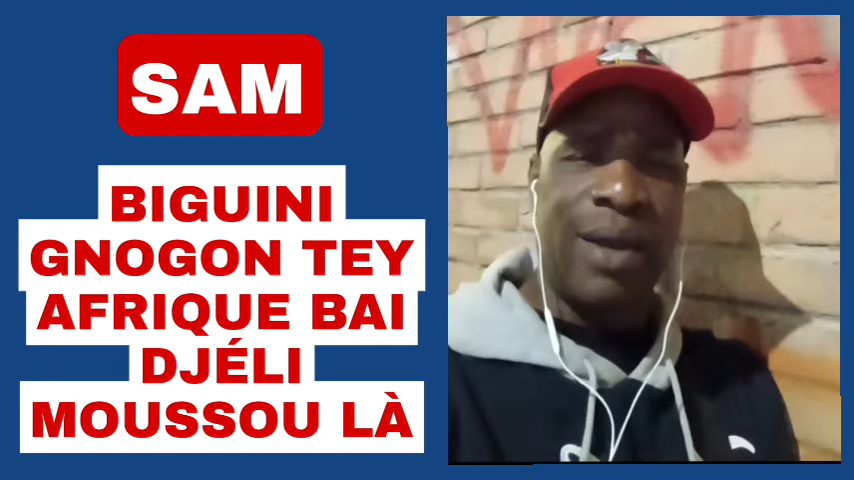 SAM
BIGUINI
GNOGON TEY
AFRIQUE BAI
DJÉLI
MOUSSOU LÀ